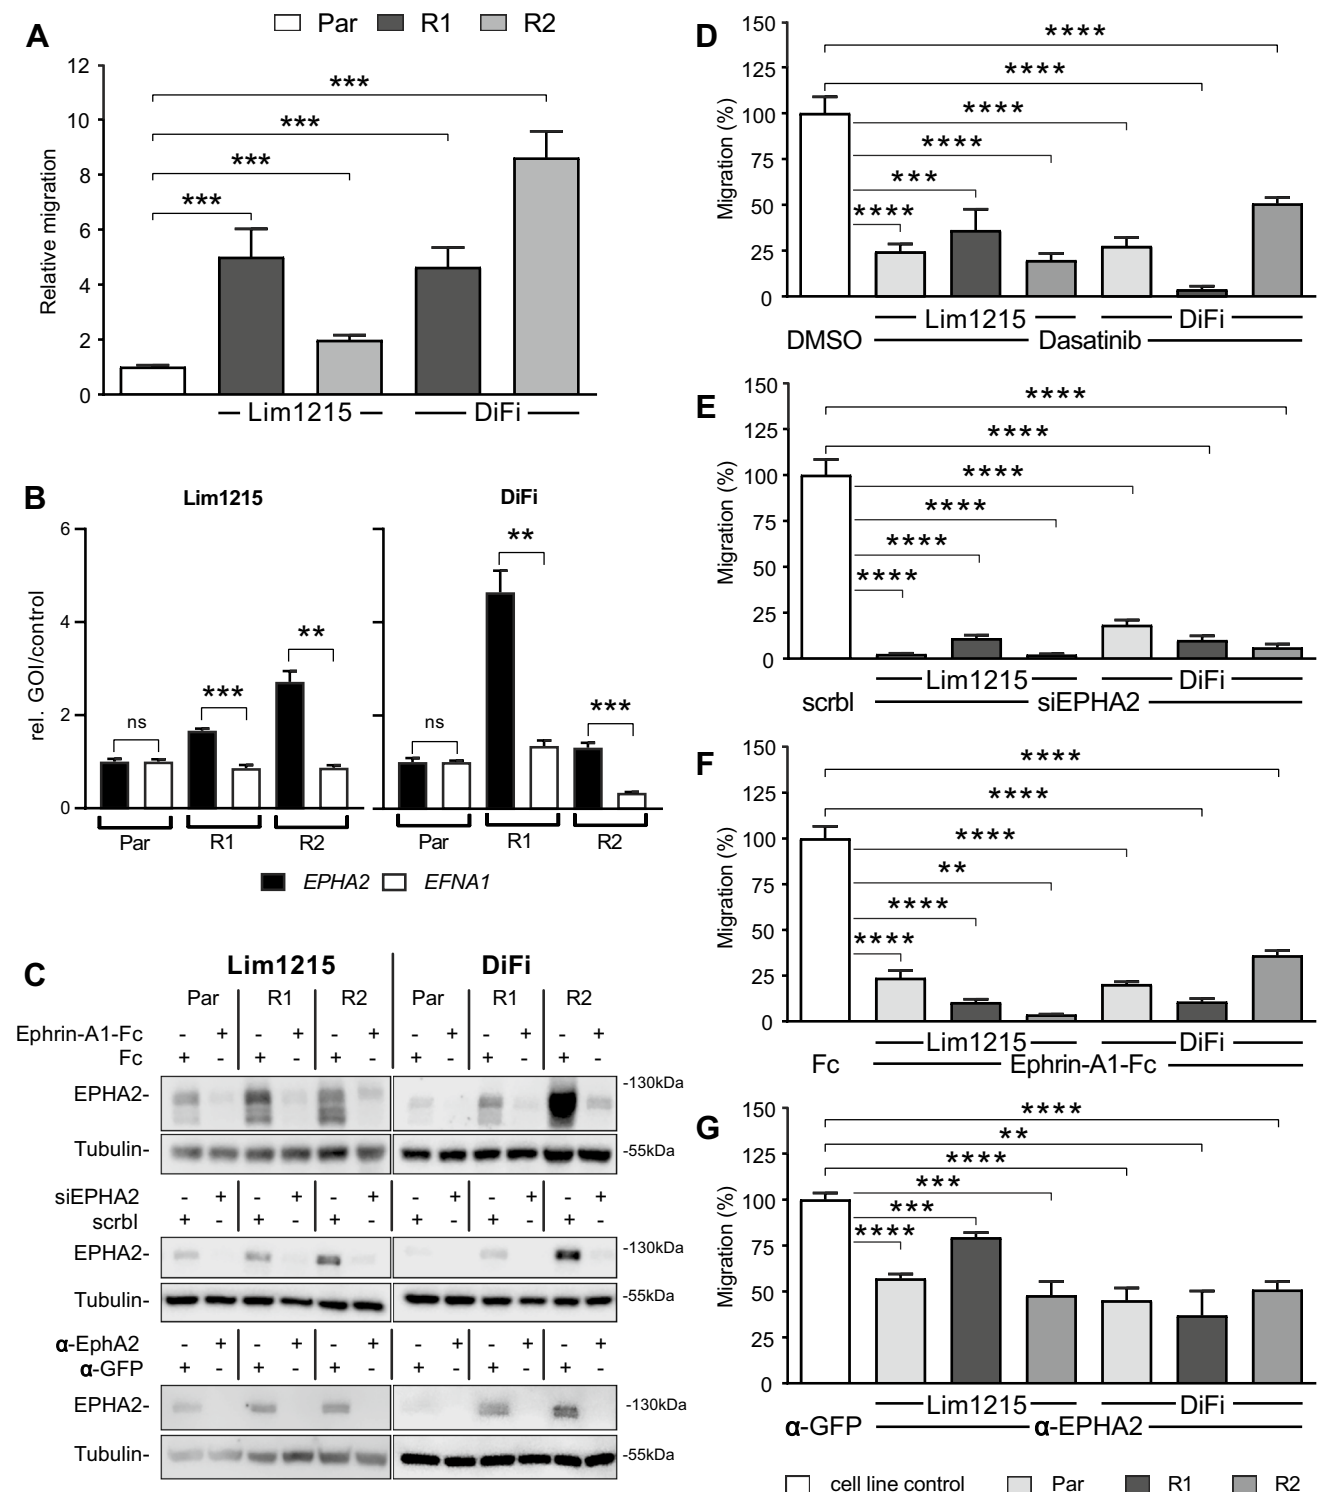 A
Par R1 R2
12
10
8
6
4
2
0
Relative migration
***
***
***
***
Lim1215 DiFi
B
Lim1215 DiFi
6
4
2
0
rel. GOI/control
ns *** ** ns ** ***
Par R1 R2 Par R1 R2
EPHA2 EFNA1
C
Lim1215 DiFi
Par R1 R2 Par R1 R2
Ephrin-A1-Fc - + - + - + - + - + - +
Fc + - + - + - + - + - + -
EPHA2- -130kDa
Tubulin- -55kDa
siEPHA2 - + - + - + - + - + - +
scrbl + - + - + - + - + - + -
EPHA2- -130kDa
Tubulin- -55kDa
α-EphA2 - + - + - + - + - + - +
α-GFP + - + - + - + - + - + -
EPHA2- -130kDa
Tubulin- -55kDa
D
150
125
100
75
50
25
0
Migration (%)
****
****
****
****
***
****
Lim1215 DiFi
DMSO Dasatinib
E
150
125
100
75
50
25
0
Migration (%)
****
****
****
****
****
****
Lim1215 DiFi
scrbl siEPHA2
F
150
125
100
75
50
25
0
Migration (%)
****
****
****
**
****
****
Lim1215 DiFi
Fc Ephrin-A1-Fc
G
150
125
100
75
50
25
0
Migration (%)
****
**
****
***
***
****
Lim1215 DiFi
α-GFP α-EPHA2
cell line control Par R1 R2